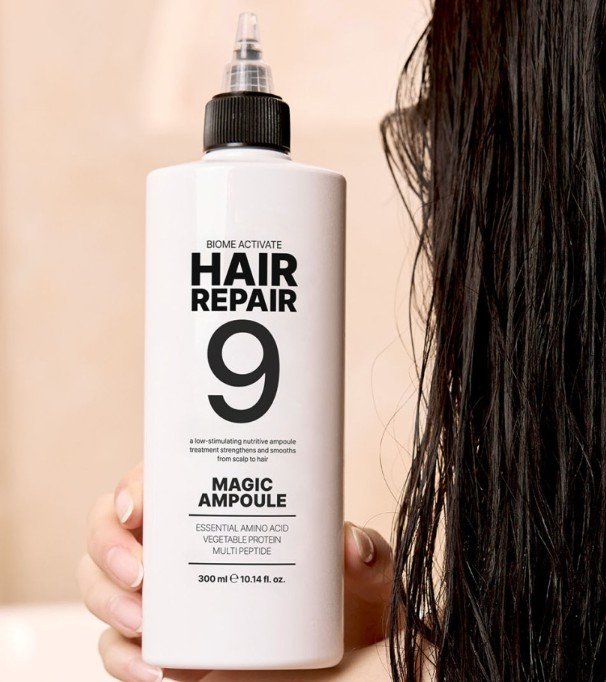 BIOME ACTIVATE
HAIR
REPAIR
9
a low-stimulating nutritive ampoule
treatment strengthens and smooths
from scalp to hair
MAGIC
AMPOULE
ESSENTIAL AMINO ACID
VEGETABLE PROTEIN
MULTI PEPTIDE
300 ml ℮ 10.14 fl. oz.